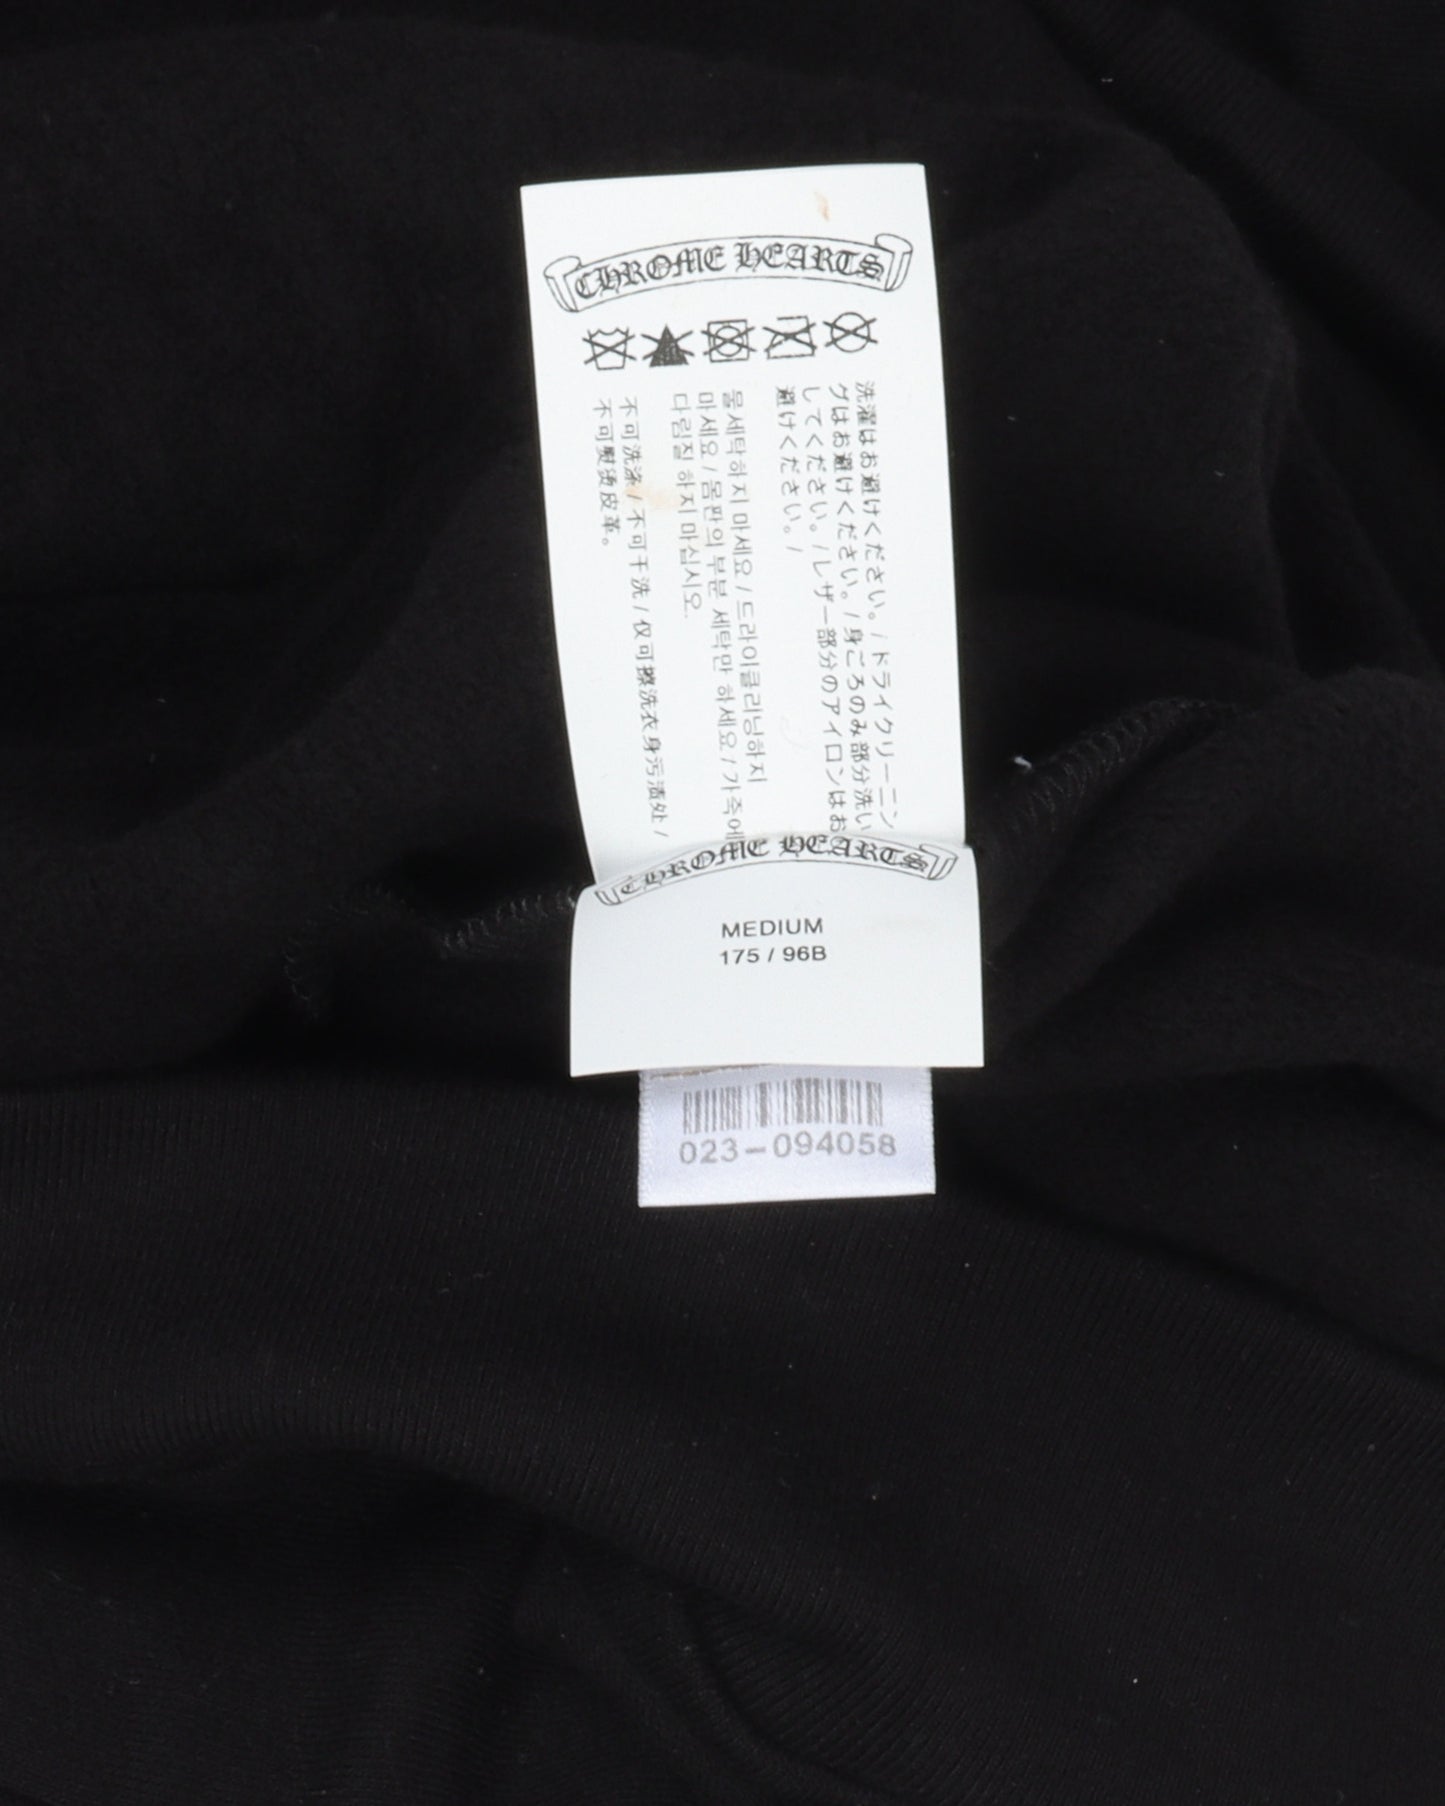 CHROME HEARTS
洗濯はお避けください。/ ドライクリーニン
グはお避けください。/ 身ごろのみ部分洗い
してください。/ レザー部分のアイロンはお
避けください。/
물세탁하지 마세요 / 드라이클리닝하지
마세요 / 몸판의 부분 세탁만 하세요 / 가죽에
다림질 하지 마십시오.
不可洗涤 / 不可干洗 / 仅可擦洗衣身污渍处 /
不可熨烫皮革。
CHROME HEARTS
MEDIUM
175 / 96B
023-094058